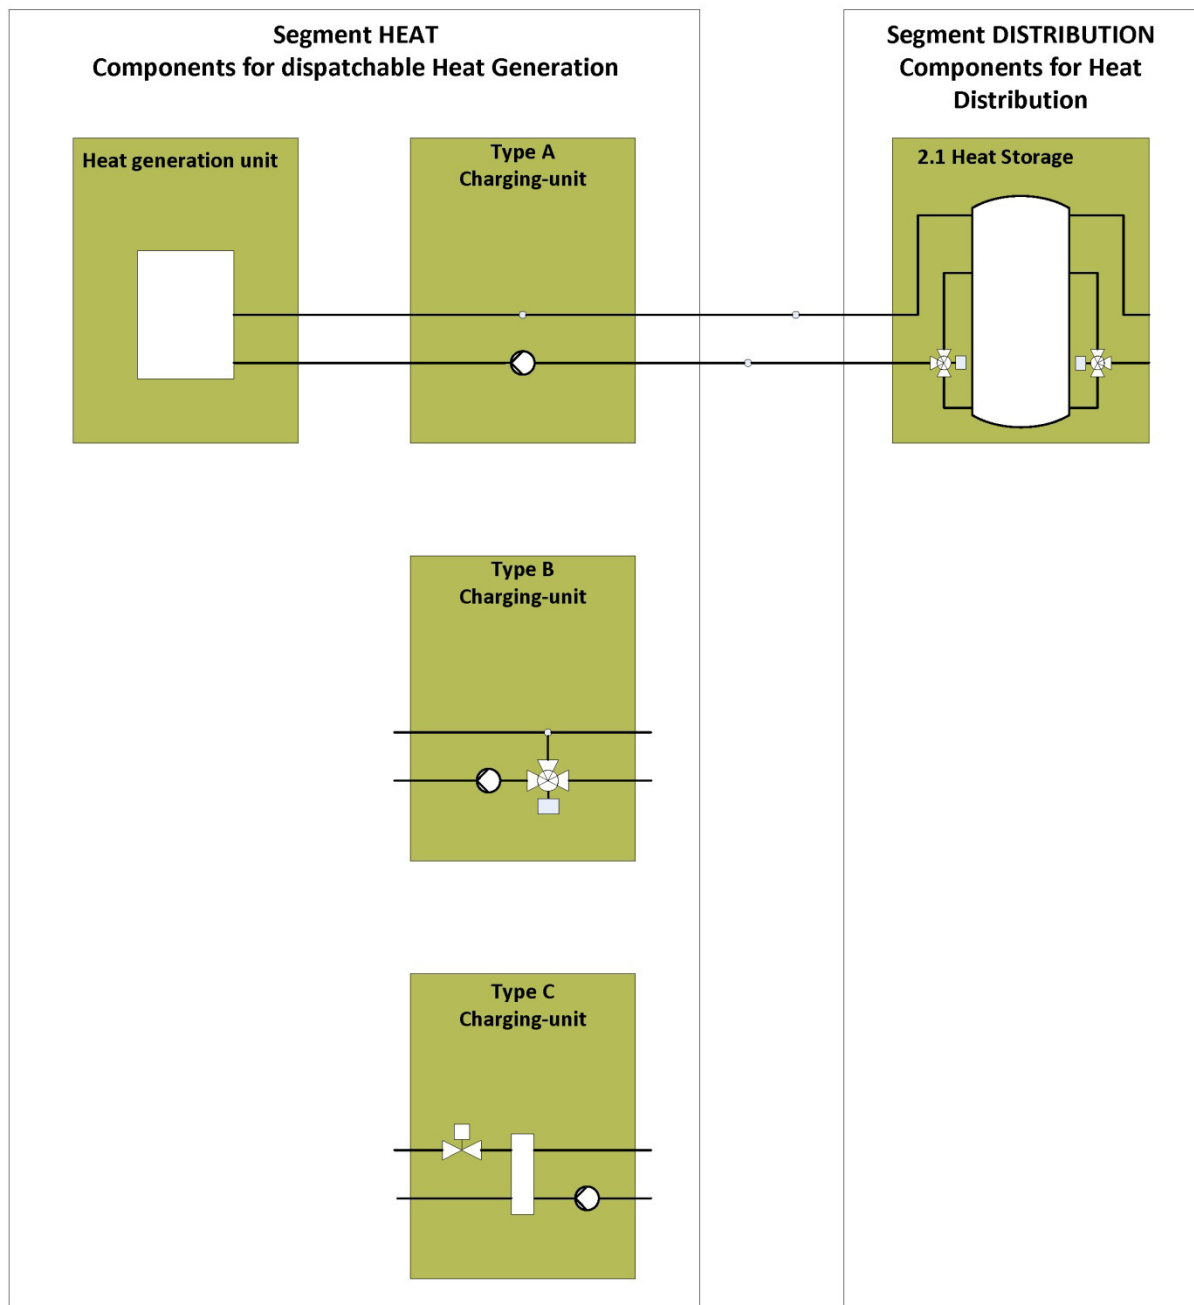 Segment HEAT
Components for dispatchable Heat Generation
Segment DISTRIBUTION
Components for Heat
Distribution
Heat generation unit
Type A
Charging-unit
2.1 Heat Storage
Type B
Charging-unit
Type C
Charging-unit